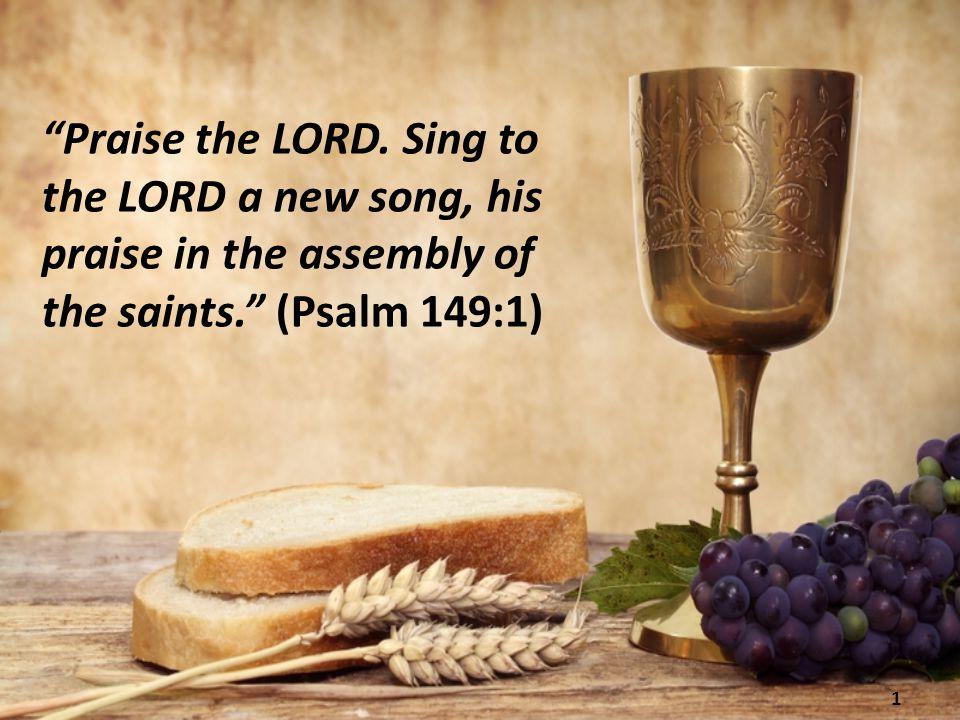 “Praise the LORD. Sing to
the LORD a new song, his
praise in the assembly of
the saints.” (Psalm 149:1)
1